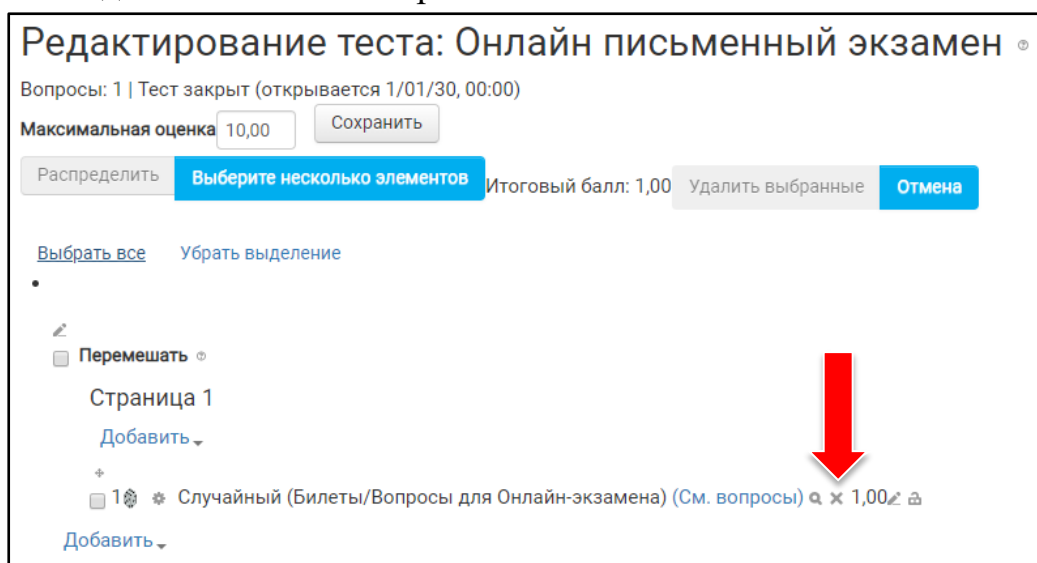 Редактирование теста: Онлайн письменный экзамен
Вопросы: 1 | Тест закрыт (открывается 1/01/30, 00:00)
Максимальная оценка 10,00 Сохранить
Распределить Выберите несколько элементов Итоговый балл: 1,00 Удалить выбранные Отмена
Выбрать все Убрать выделение
Перемешать
Страница 1
Добавить
1 Случайный (Билеты/Вопросы для Онлайн-экзамена) (См. вопросы) 1,00
Добавить